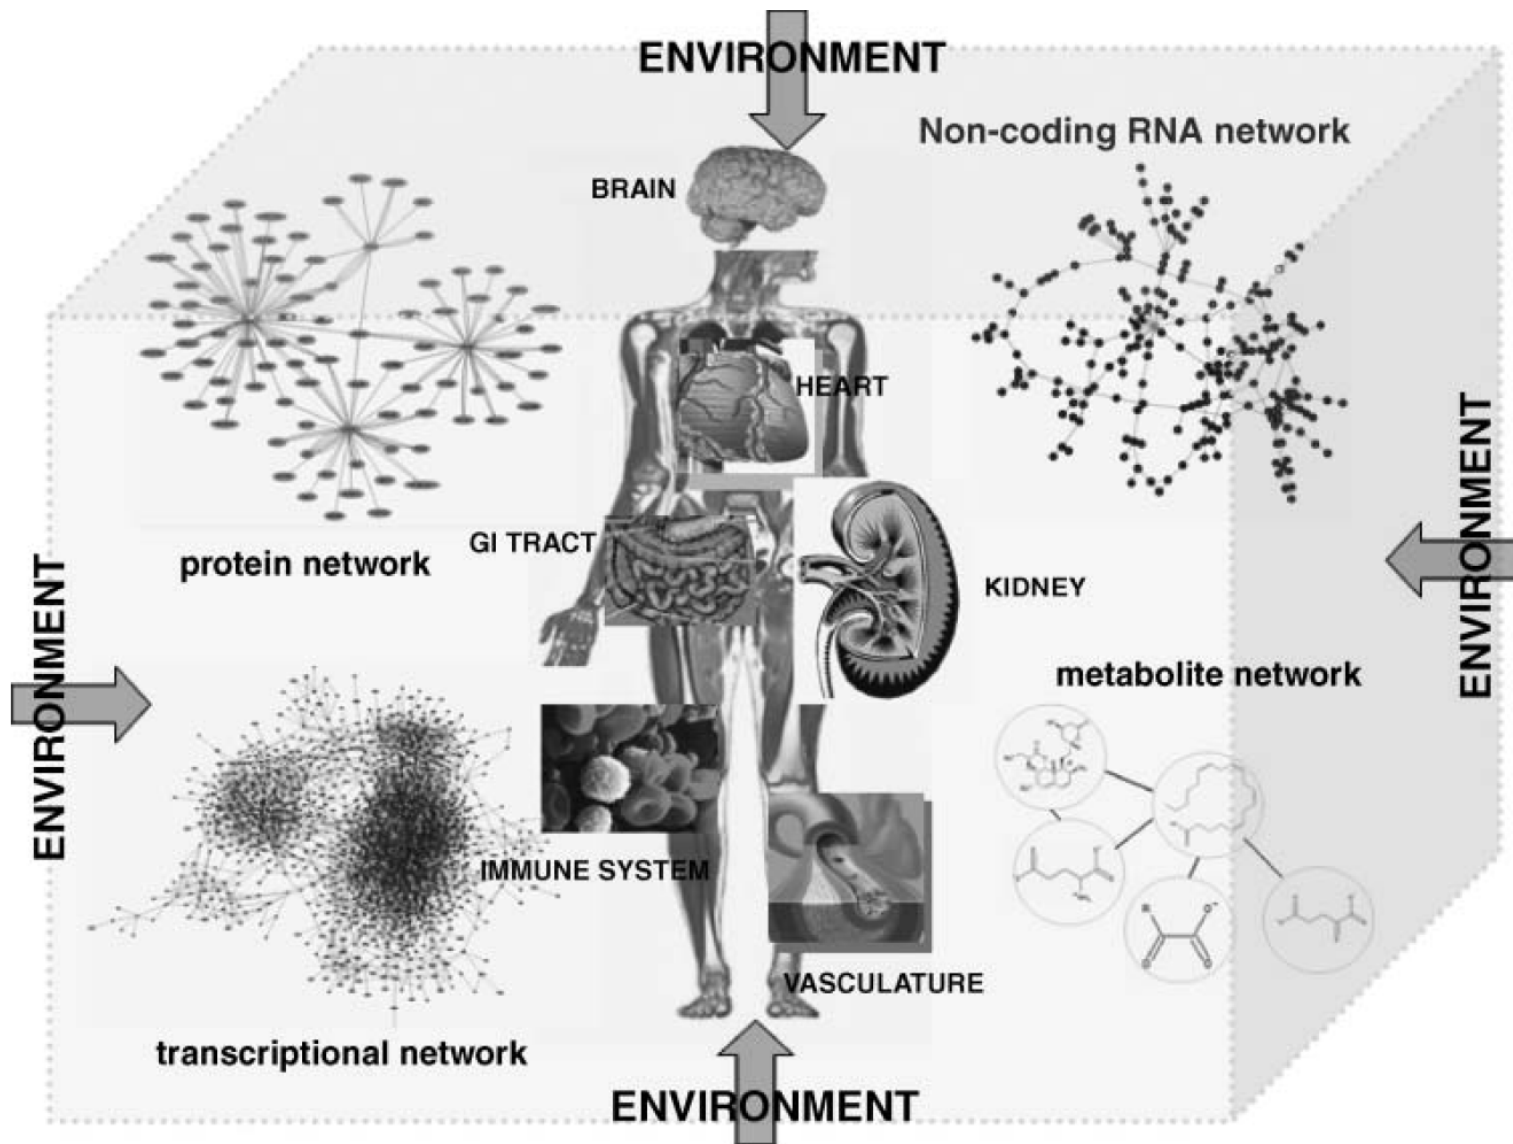 ENVIRONMENT
Non-coding RNA network
BRAIN
HEART
ENVIRONMENT
GI TRACT
protein network
KIDNEY
ENVIRONMENT
metabolite network
IMMUNE SYSTEM
VASCULATURE
transcriptional network
ENVIRONMENT